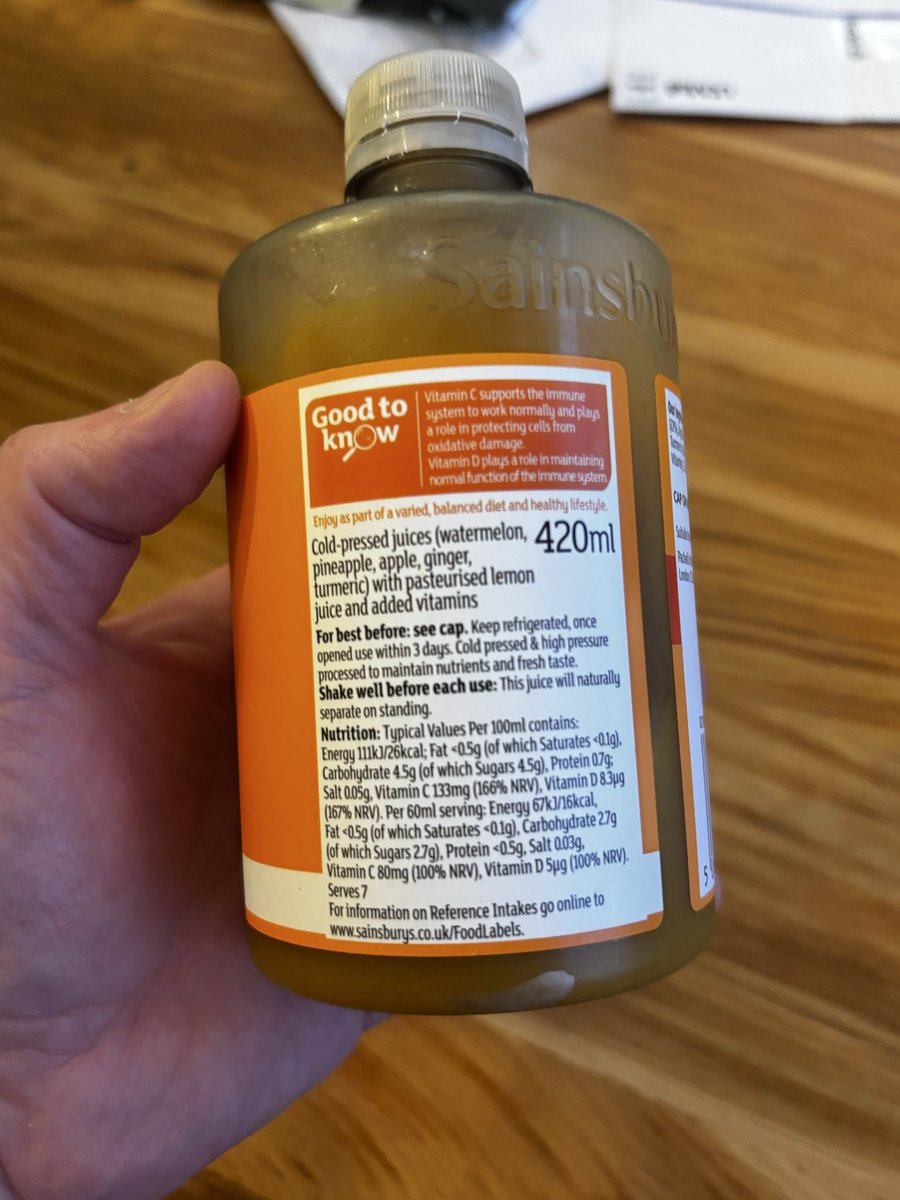 Sainsbury
Good to
know
Vitamin C supports the immune
system to work normally and plays
a role in protecting cells from
oxidative damage.
Vitamin D plays a role in maintaining
normal function of the immune system.
Enjoy as part of a varied, balanced diet and healthy lifestyle.
Cold-pressed juices (watermelon,
pineapple, apple, ginger,
turmeric) with pasteurised lemon
juice and added vitamins
420ml
For best before: see cap. Keep refrigerated, once
opened use within 3 days. Cold pressed & high pressure
processed to maintain nutrients and fresh taste.
Shake well before each use: This juice will naturally
separate on standing.
Nutrition: Typical Values Per 100ml contains:
Energy 111kJ/26kcal; Fat <0.5g (of which Saturates <0.1g),
Carbohydrate 4.5g (of which Sugars 4.5g), Protein 0.7g;
Salt 0.05g, Vitamin C 133mg (166% NRV), Vitamin D 8.3µg
(167% NRV). Per 60ml serving: Energy 67kJ/16kcal,
Fat <0.5g (of which Saturates <0.1g), Carbohydrate 2.7g
(of which Sugars 2.7g), Protein <0.5g, Salt 0.03g,
Vitamin C 80mg (100% NRV), Vitamin D 5µg (100% NRV).
Serves 7
For information on Reference Intakes go online to
www.sainsburys.co.uk/FoodLabels.
5